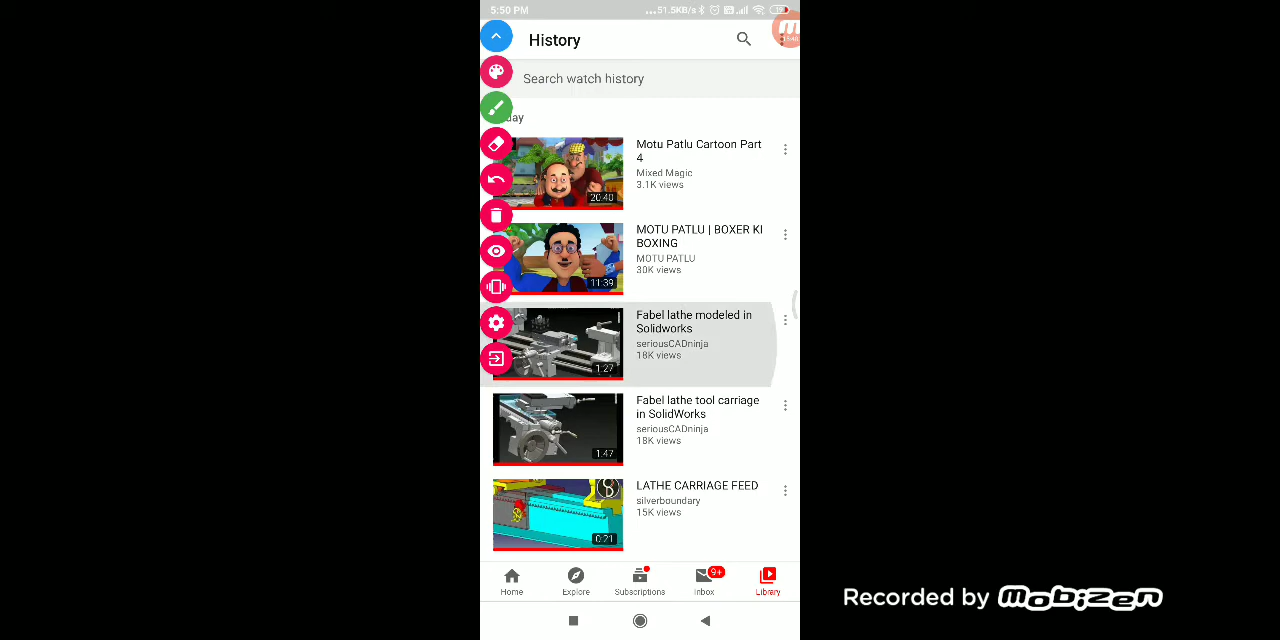 5:50 PM
...51.5KB/s
19
History
Search watch history
day
Motu Patlu Cartoon Part
4
Mixed Magic
3.1K views
20:40
MOTU PATLU | BOXER KI
BOXING
MOTU PATLU
30K views
11:39
Fabel lathe modeled in
Solidworks
seriousCADninja
18K views
1:27
Fabel lathe tool carriage
in SolidWorks
seriousCADninja
18K views
1:47
LATHE CARRIAGE FEED
silverboundary
15K views
0:21
9+
Home
Explore
Subscriptions
Inbox
Library
Recorded by mobizen